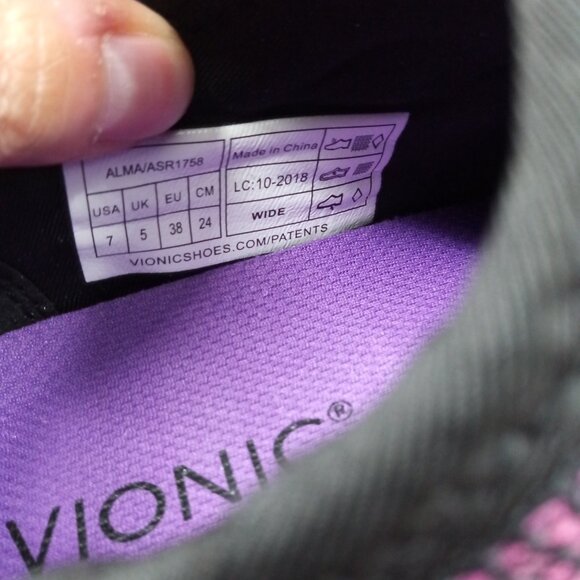 ALMA/ASR1758
USA UK EU CM
7 5 38 24
Made in China
LC:10-2018
WIDE
VIONICSHOES.COM/PATENTS
VIONIC®